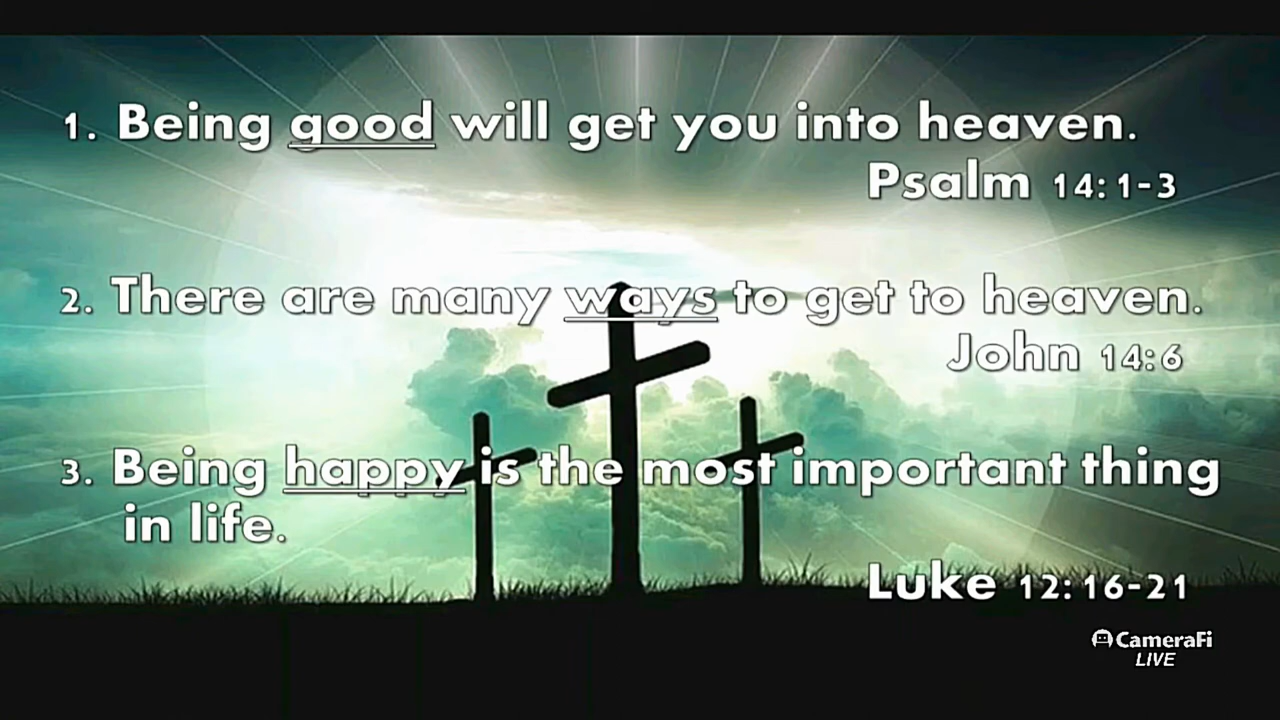 1. Being good will get you into heaven.
Psalm 14:1-3
2. There are many ways to get to heaven.
John 14:6
3. Being happy is the most important thing
in life.
Luke 12:16-21
CameraFi
LIVE